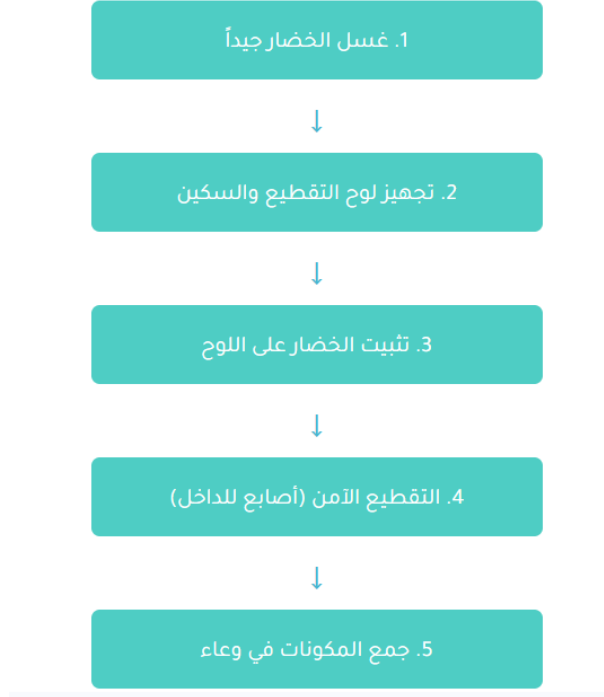 1. غسل الخضار جيداً
↓
2. تجهيز لوح التقطيع والسكين
↓
3. تثبيت الخضار على اللوح
↓
4. التقطيع الآمن (أصابع للداخل)
↓
5. جمع المكونات في وعاء